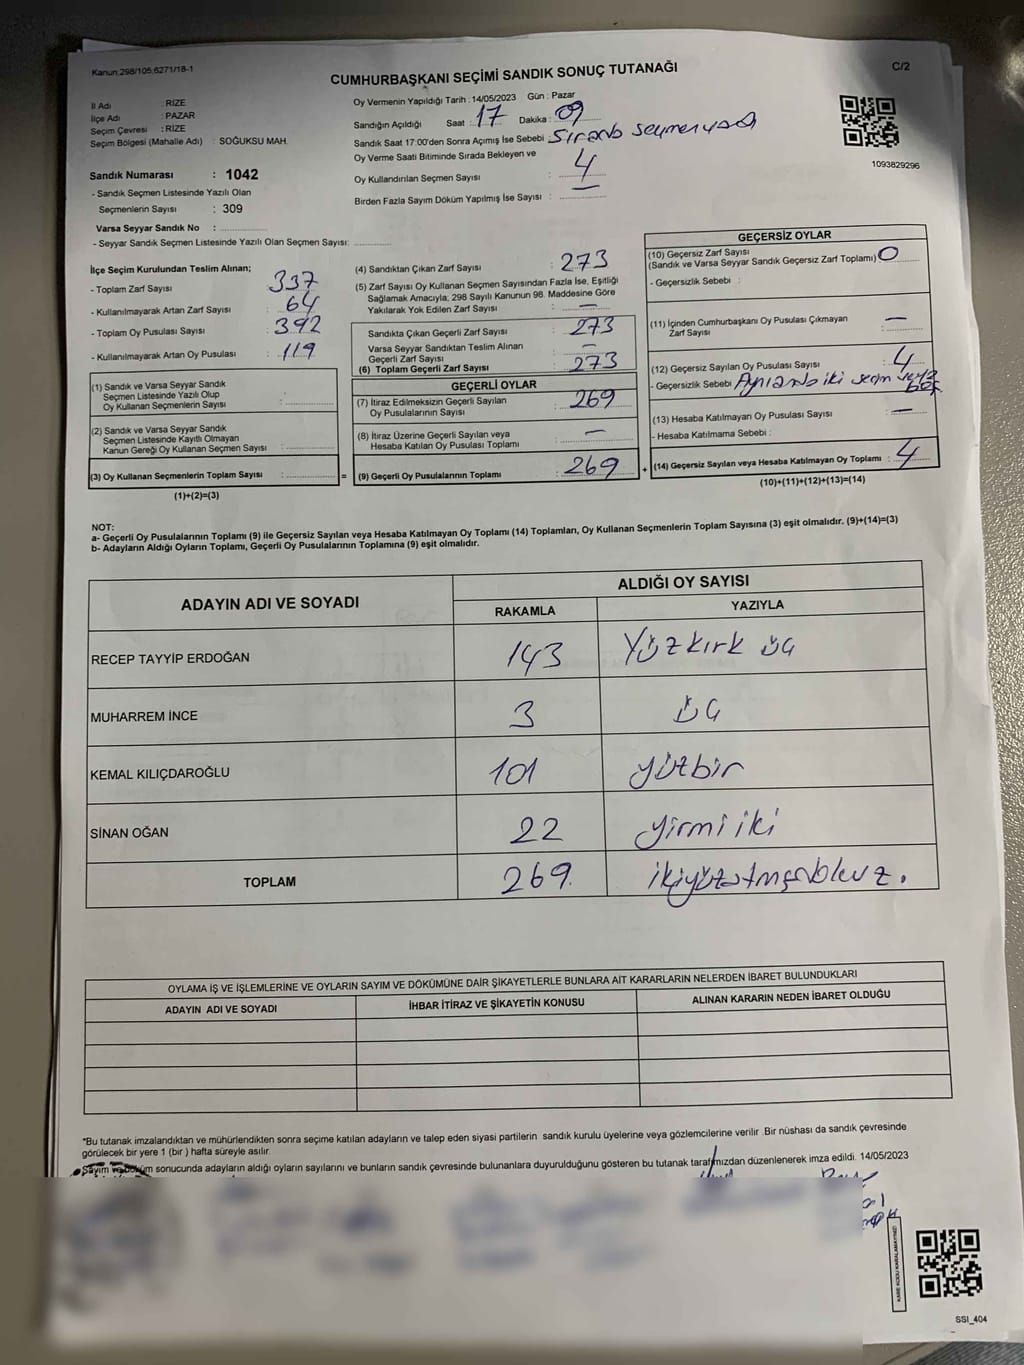 Kanun:298/105;6271/18-1
C/2
CUMHURBAŞKANI SEÇİMİ SANDIK SONUÇ TUTANAĞI
İl Adı : RİZE
İlçe Adı : PAZAR
Seçim Çevresi : RİZE
Seçim Bölgesi (Mahalle Adı) : SOĞUKSU MAH.
Sandık Numarası : 1042
- Sandık Seçmen Listesinde Yazılı Olan
Seçmenlerin Sayısı : 309
Varsa Seyyar Sandık No :
- Seyyar Sandık Seçmen Listesinde Yazılı Olan Seçmen Sayısı:
Oy Vermenin Yapıldığı Tarih : 14/05/2023 Gün : Pazar
Sandığın Açıldığı Saat : 17 Dakika : 09
Sandık Saat 17:00'den Sonra Açımış İse Sebebi :
Oy Verme Saati Bitiminde Sırada Bekleyen ve
Oy Kullandırılan Seçmen Sayısı : 4
Birden Fazla Sayım Döküm Yapılmış İse Sayısı : —
1093829296
İlçe Seçim Kurulundan Teslim Alınan;
- Toplam Zarf Sayısı : 337
- Kullanılmayarak Artan Zarf Sayısı : 64
- Toplam Oy Pusulası Sayısı : 392
- Kullanılmayarak Artan Oy Pusulası : 119
(1) Sandık ve Varsa Seyyar Sandık
Seçmen Listesinde Yazılı Olup
Oy Kullanan Seçmenlerin Sayısı :
(2) Sandık ve Varsa Seyyar Sandık
Seçmen Listesinde Kayıtlı Olmayan
Kanun Gereği Oy Kullanan Seçmen Sayısı :
(3) Oy Kullanan Seçmenlerin Toplam Sayısı : =
(1)+(2)=(3)
(4) Sandıktan Çıkan Zarf Sayısı : 273
(5) Zarf Sayısı Oy Kullanan Seçmen Sayısından Fazla İse, Eşitliği
Sağlamak Amacıyla; 298 Sayılı Kanunun 98. Maddesine Göre
Yakılarak Yok Edilen Zarf Sayısı : —
Sandıkta Çıkan Geçerli Zarf Sayısı : 273
Varsa Seyyar Sandıktan Teslim Alınan
Geçerli Zarf Sayısı : —
(6) Toplam Geçerli Zarf Sayısı : 273
GEÇERLİ OYLAR
(7) İtiraz Edilmeksizin Geçerli Sayılan
Oy Pusulalarının Sayısı : 269
(8) İtiraz Üzerine Geçerli Sayılan veya
Hesaba Katılan Oy Pusulası Toplamı : —
(9) Geçerli Oy Pusulalarının Toplamı : 269 +
GEÇERSİZ OYLAR
(10) Geçersiz Zarf Sayısı
(Sandık ve Varsa Seyyar Sandık Geçersiz Zarf Toplamı) : 0
- Geçersizlik Sebebi :
(11) İçinden Cumhurbaşkanı Oy Pusulası Çıkmayan
Zarf Sayısı : —
(12) Geçersiz Sayılan Oy Pusulası Sayısı : 4
- Geçersizlik Sebebi : iki seçim veya boş
(13) Hesaba Katılmayan Oy Pusulası Sayısı : —
- Hesaba Katılmama Sebebi :
(14) Geçersiz Sayılan veya Hesaba Katılmayan Oy Toplamı : 4
(10)+(11)+(12)+(13)=(14)
NOT:
a- Geçerli Oy Pusulalarının Toplamı (9) ile Geçersiz Sayılan veya Hesaba Katılmayan Oy Toplamı (14) Toplamları, Oy Kullanan Seçmenlerin Toplam Sayısına (3) eşit olmalıdır. (9)+(14)=(3)
b- Adayların Aldığı Oyların Toplamı, Geçerli Oy Pusulalarının Toplamına (9) eşit olmalıdır.
ADAYIN ADI VE SOYADI ALDIĞI OY SAYISI
RAKAMLA YAZIYLA
RECEP TAYYİP ERDOĞAN 143 Yüzkırk üç
MUHARREM İNCE 3 üç
KEMAL KILIÇDAROĞLU 101 yüzbir
SİNAN OĞAN 22 yirmi iki
TOPLAM 269.
OYLAMA İŞ VE İŞLEMLERİNE VE OYLARIN SAYIM VE DÖKÜMÜNE DAİR ŞİKAYETLERLE BUNLARA AİT KARARLARIN NELERDEN İBARET BULUNDUKLARI
ADAYIN ADI VE SOYADI İHBAR İTİRAZ VE ŞİKAYETİN KONUSU ALINAN KARARIN NEDEN İBARET OLDUĞU
*Bu tutanak imzalandıktan ve mühürlendikten sonra seçime katılan adayların ve talep eden siyasi partilerin sandık kurulu üyelerine veya gözlemcilerine verilir .Bir nüshası da sandık çevresinde
görülecek bir yere 1 (bir ) hafta süreyle asılır.
Sayım ve döküm sonucunda adayların aldığı oyların sayılarını ve bunların sandık çevresinde bulunanlara duyurulduğunu gösteren bu tutanak tarafımızdan düzenlenerek imza edildi. 14/05/2023
KARE KODU KARALAMAYINIZ!
SSI_404